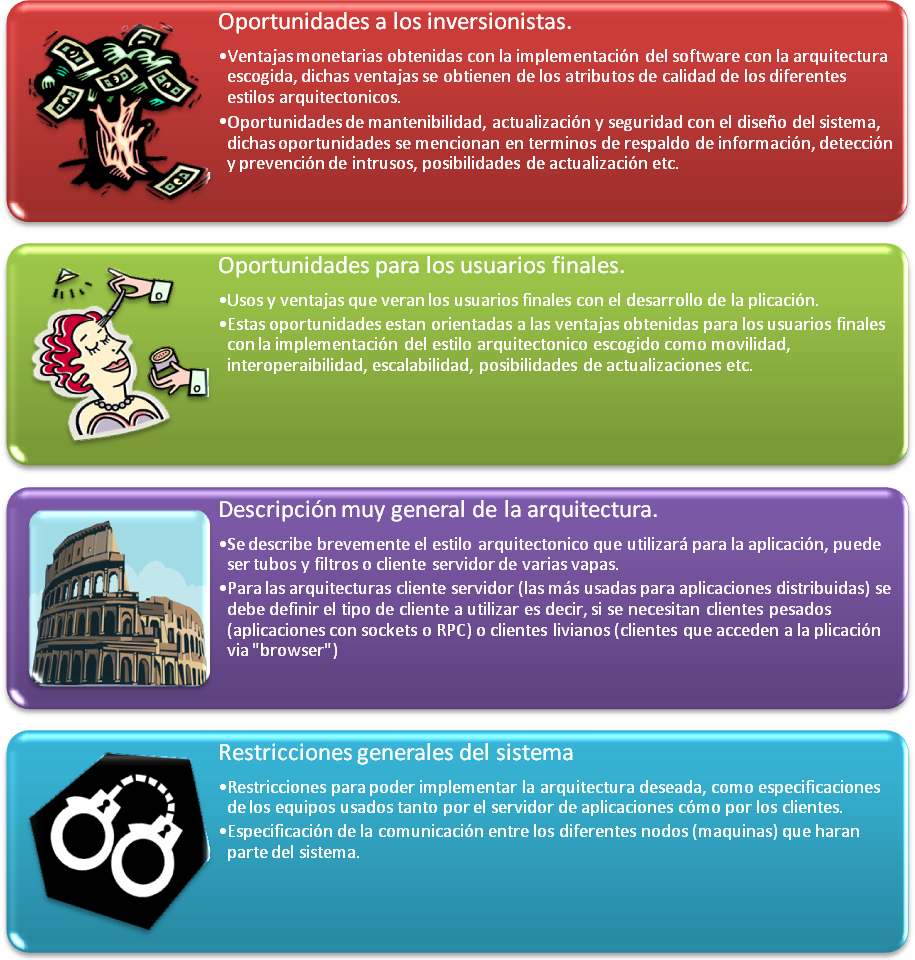 Oportunidades a los inversionistas.
•Ventajas monetarias obtenidas con la implementación del software con la arquitectura
escogida, dichas ventajas se obtienen de los atributos de calidad de los diferentes
estilos arquitectonicos.
•Oportunidades de mantenibilidad, actualización y seguridad con el diseño del sistema,
dichas oportunidades se mencionan en terminos de respaldo de información, detección
y prevención de intrusos, posibilidades de actualización etc.
Oportunidades para los usuarios finales.
•Usos y ventajas que veran los usuarios finales con el desarrollo de la plicación.
•Estas oportunidades estan orientadas a las ventajas obtenidas para los usuarios finales
con la implementación del estilo arquitectonico escogido como movilidad,
interoperaibilidad, escalabilidad, posibilidades de actualizaciones etc.
Descripción muy general de la arquitectura.
•Se describe brevemente el estilo arquitectonico que utilizará para la aplicación, puede
ser tubos y filtros o cliente servidor de varias vapas.
•Para las arquitecturas cliente servidor (las más usadas para aplicaciones distribuidas) se
debe definir el tipo de cliente a utilizar es decir, si se necesitan clientes pesados
(aplicaciones con sockets o RPC) o clientes livianos (clientes que acceden a la plicación
via "browser")
Restricciones generales del sistema
•Restricciones para poder implementar la arquitectura deseada, como especificaciones
de los equipos usados tanto por el servidor de aplicaciones cómo por los clientes.
•Especificación de la comunicación entre los diferentes nodos (maquinas) que haran
parte del sistema.